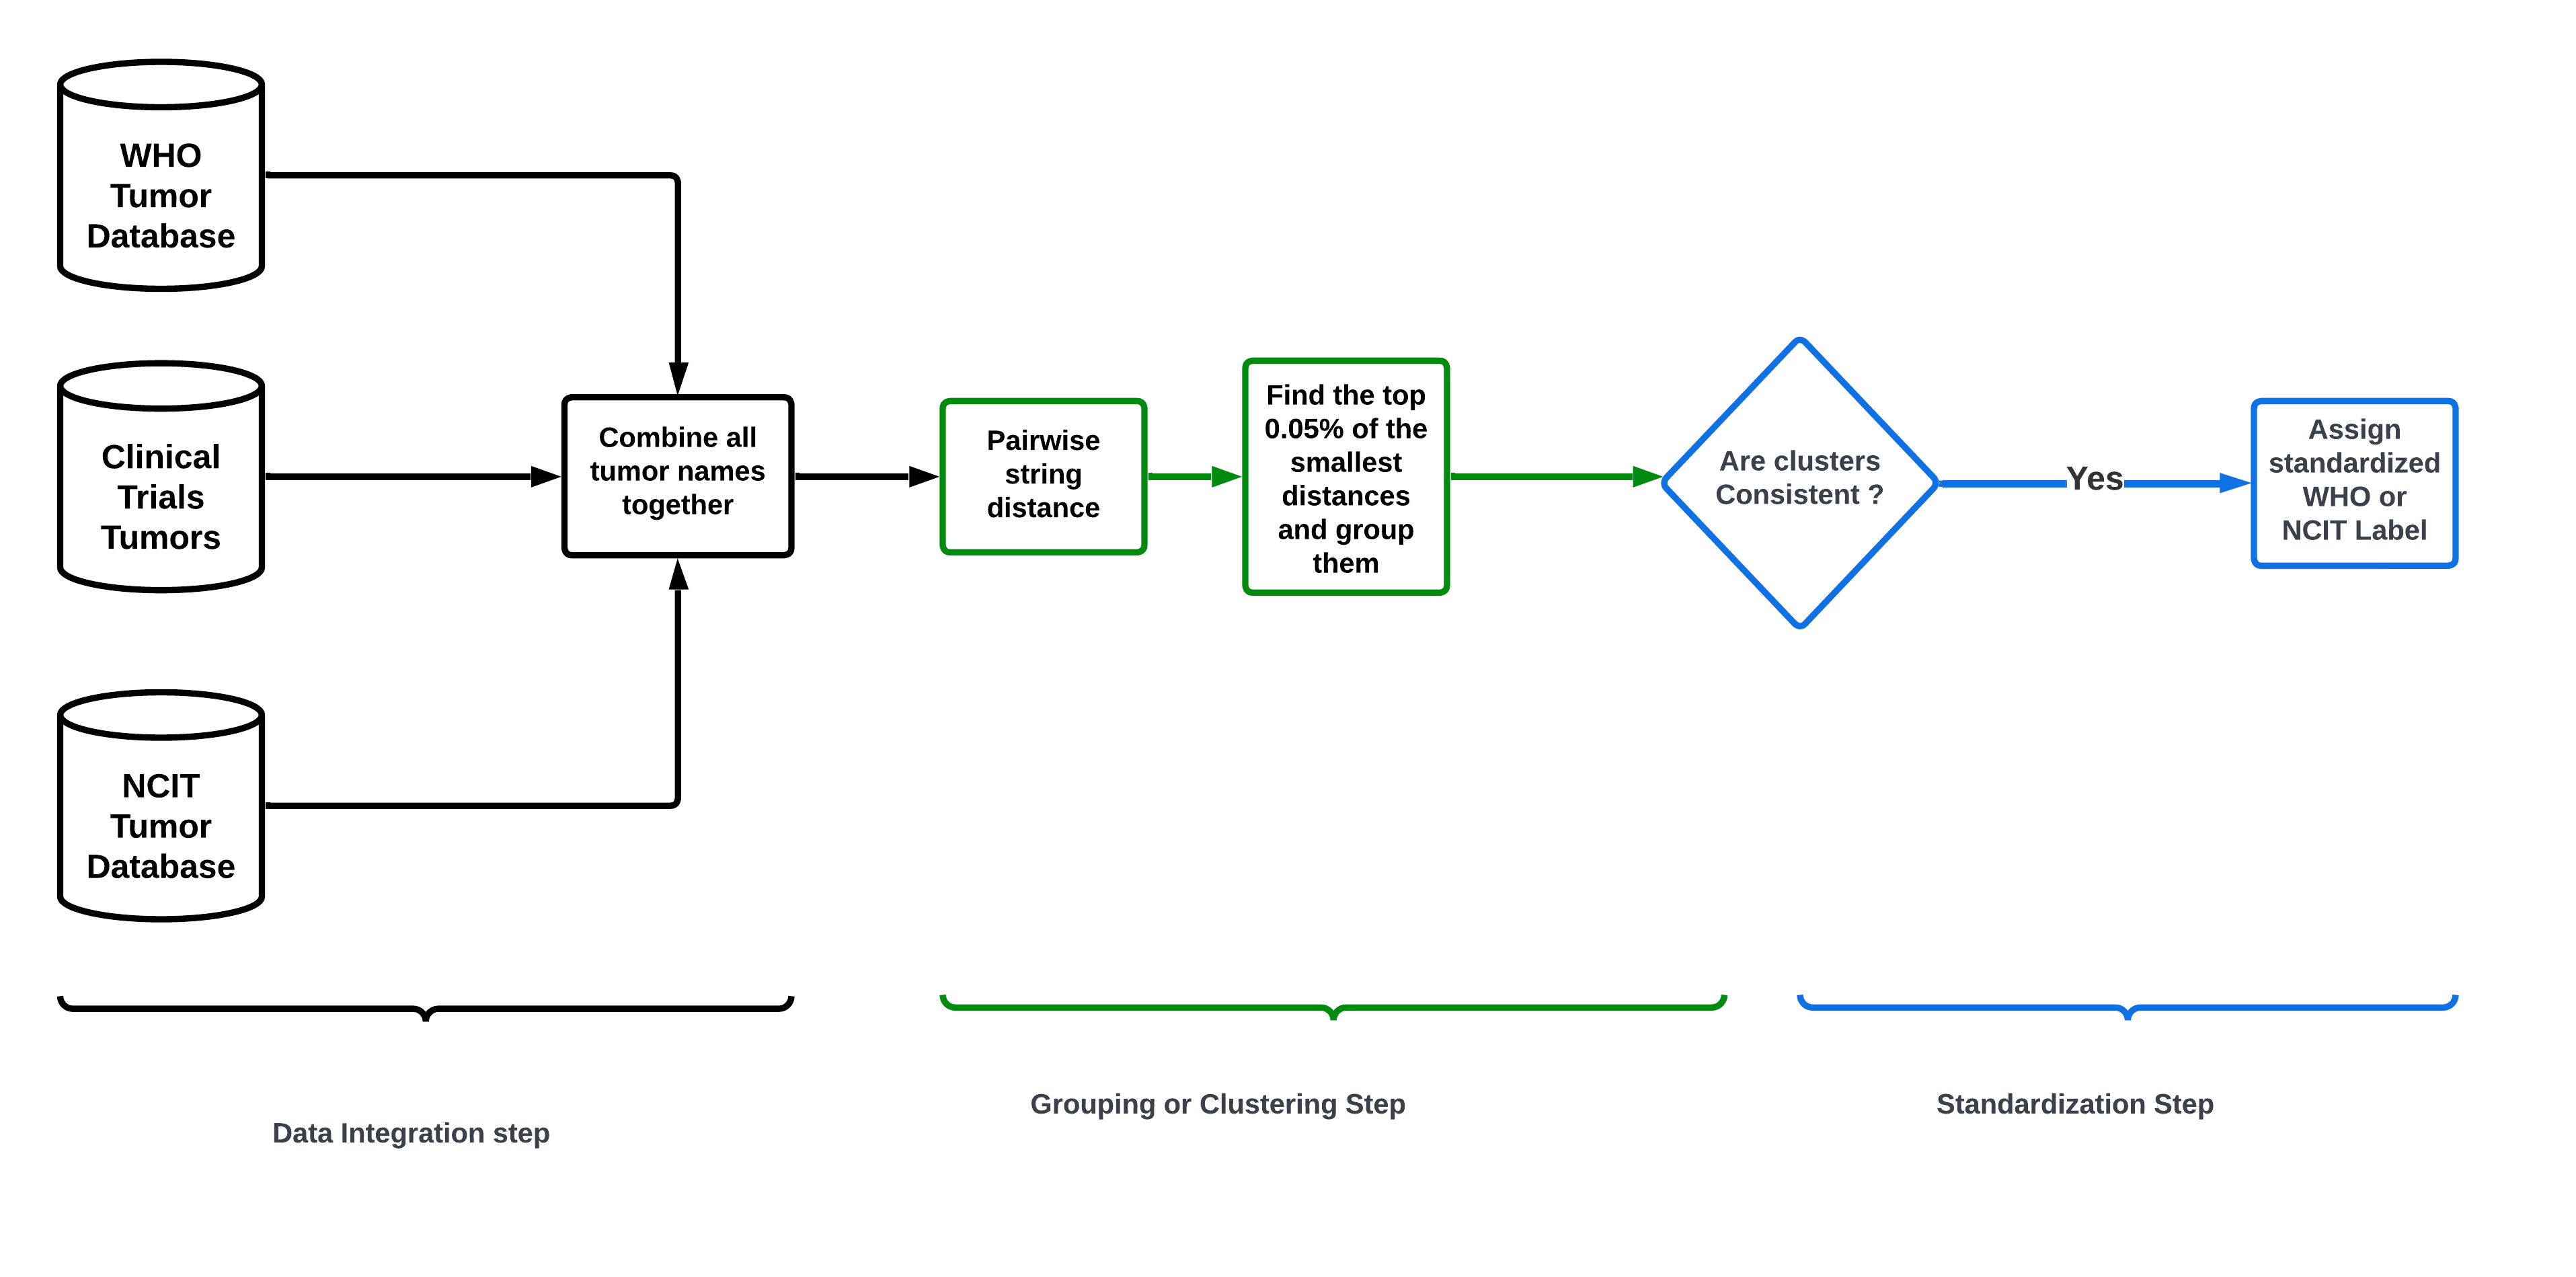 WHO
Tumor
Database
Clinical
Trials
Tumors
NCIT
Tumor
Database
Combine all
tumor names
together
Pairwise
string
distance
Find the top
0.05% of the
smallest
distances
and group
them
Are clusters
Consistent ?
Yes
Assign
standardized
WHO or
NCIT Label
Data Integration step
Grouping or Clustering Step
Standardization Step